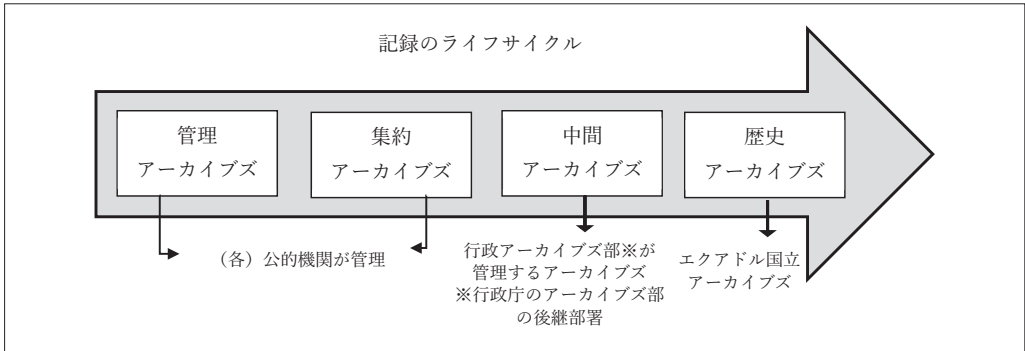 記録のライフサイクル
管理
アーカイブズ
集約
アーカイブズ
中間
アーカイブズ
歴史
アーカイブズ
（各）公的機関が管理
行政アーカイブズ部※が
管理するアーカイブズ
※行政庁のアーカイブズ部
の後継部署
エクアドル国立
アーカイブズ